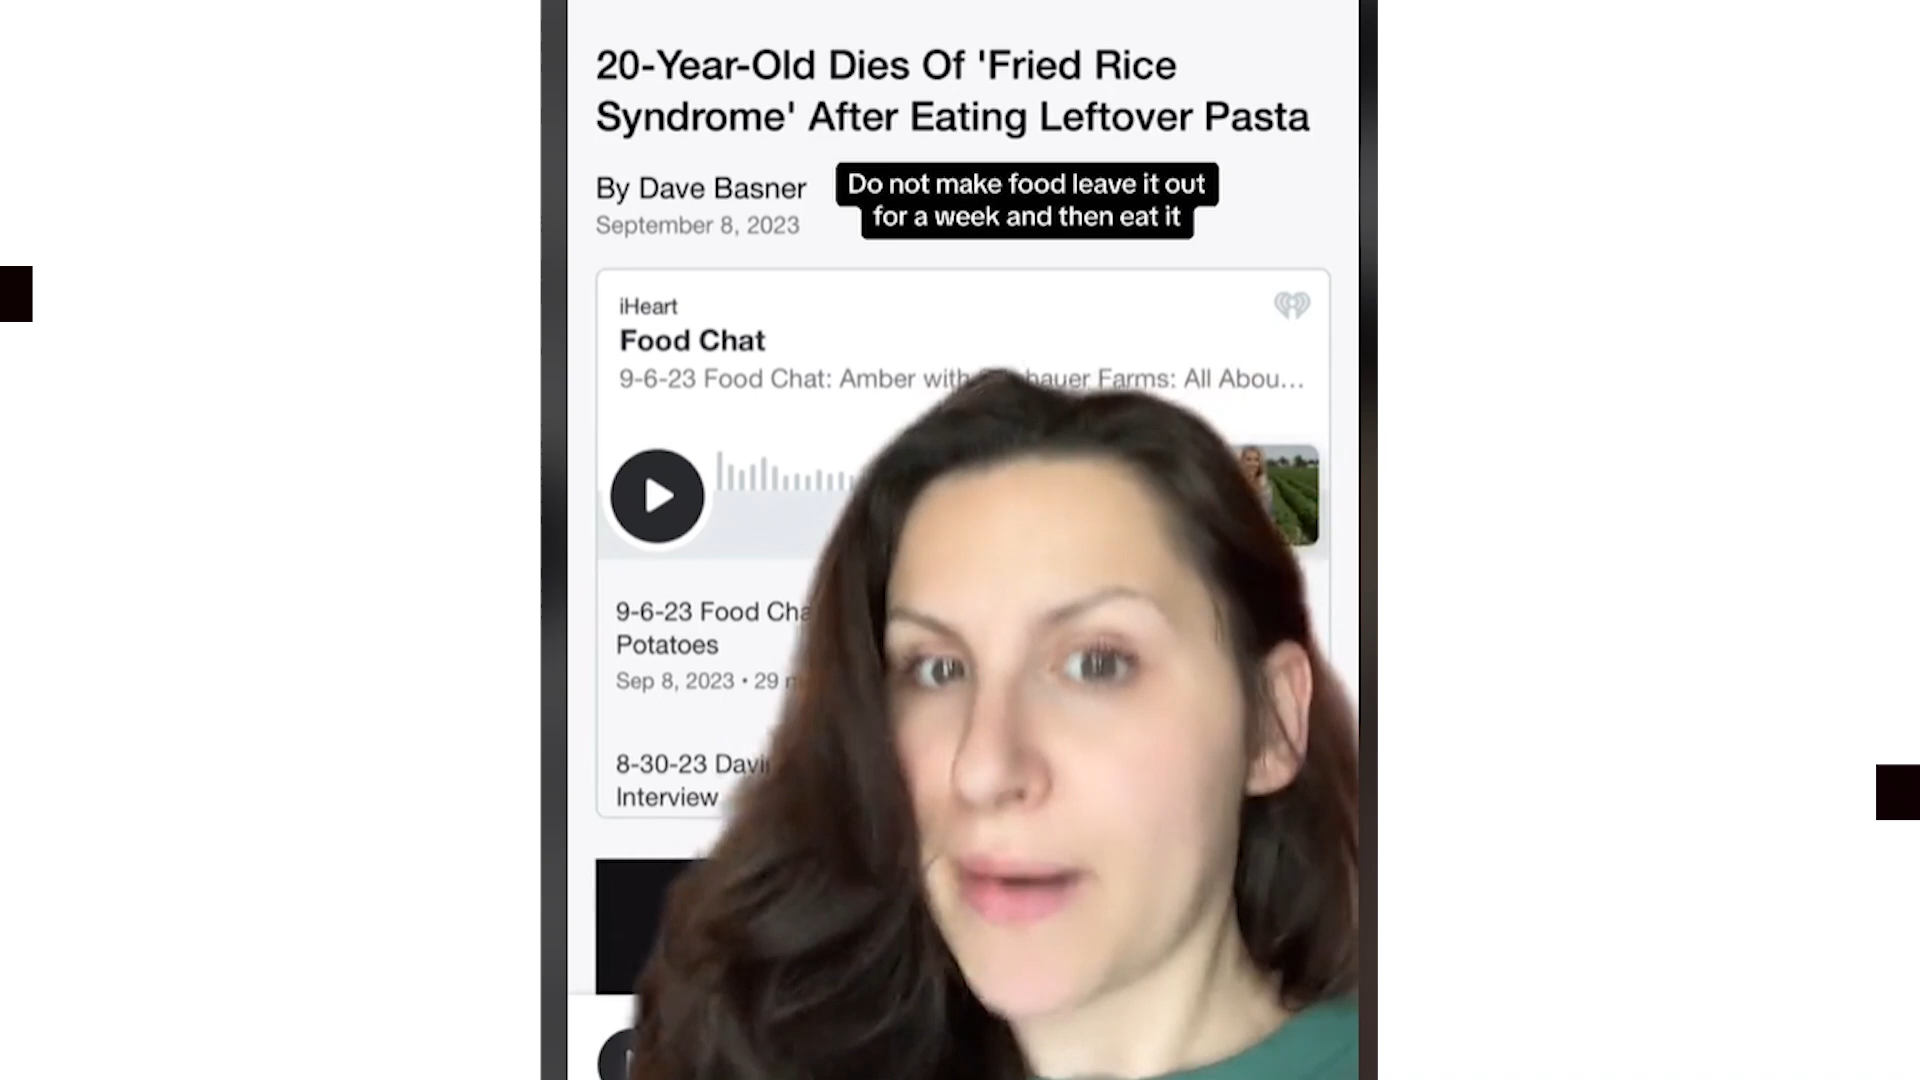 20-Year-Old Dies Of 'Fried Rice
Syndrome' After Eating Leftover Pasta
By Dave Basner
September 8, 2023
Do not make food leave it out
for a week and then eat it
iHeart
Food Chat
9-6-23 Food Chat: Amber with Farms: All Abou...
9-6-23 Food
Potatoes
Sep 8, 2023 • 29
8-30-23
Interview